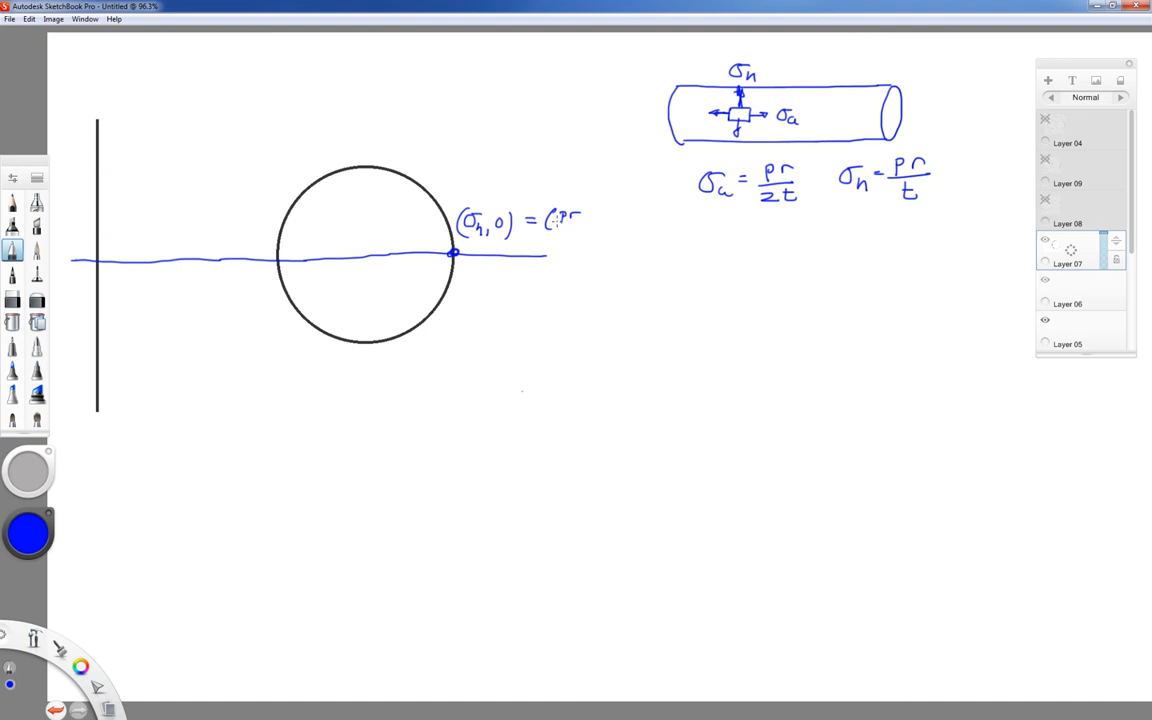 Autodesk SketchBook Pro - Untitled @ 96.3%
File Edit Image Window Help
σh
σa
σa = pr/2t σh = pr/t
(σh, 0) = (pr
T
Normal
Layer 04
Layer 09
Layer 08
Layer 07
Layer 06
Layer 05